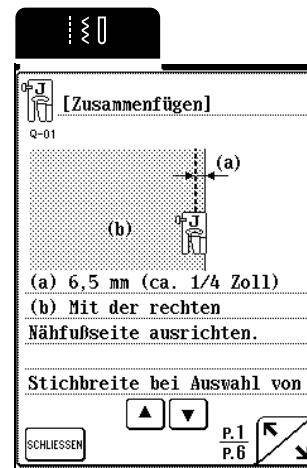 J
[Zusammenfügen]
Q-01
(a)
J
(b)
(a) 6,5 mm (ca. 1/4 Zoll)
(b) Mit der rechten
Nähfußseite ausrichten.
Stichbreite bei Auswahl von
SCHLIESSEN
P.1
P.6